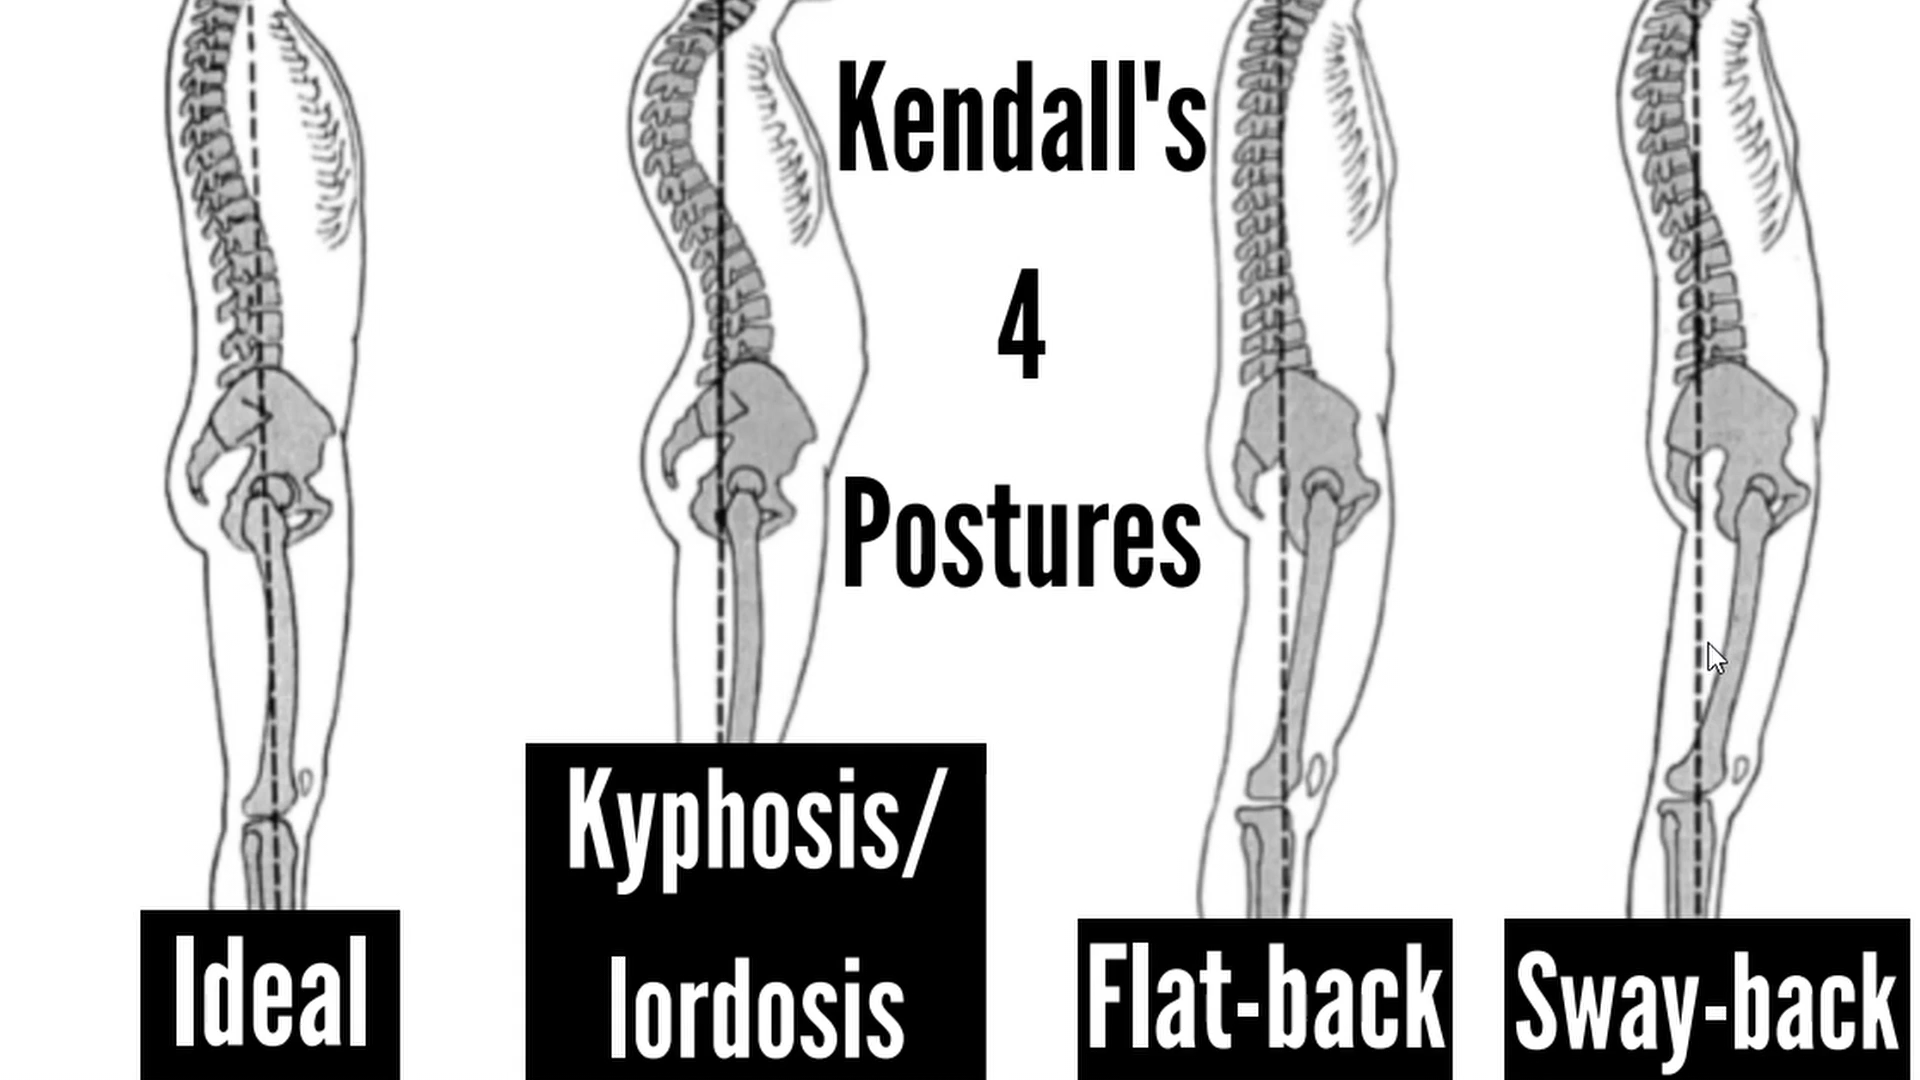 Kendall's
4
Postures
Ideal
Kyphosis/
lordosis
Flat-back
Sway-back